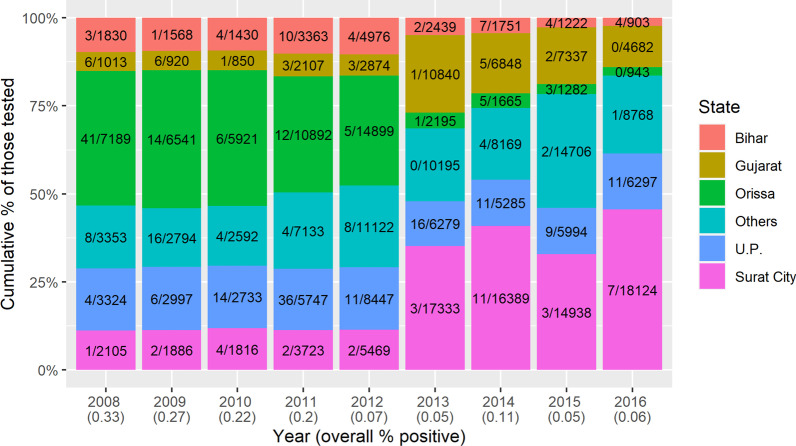 100%
75%
50%
25%
0%
Cumulative % of those tested
3/1830 1/1568 4/1430 10/3363 4/4976 2/2439 7/1751 4/1222 4/903
6/1013 6/920 1/850 3/2107 3/2874 1/10840 5/6848 2/7337 0/4682
41/7189 14/6541 6/5921 12/10892 5/14899 1/2195 5/1665 3/1282 0/943
8/3353 16/2794 4/2592 4/7133 8/11122 0/10195 4/8169 2/14706 1/8768
4/3324 6/2997 14/2733 36/5747 11/8447 16/6279 11/5285 9/5994 11/6297
1/2105 2/1886 4/1816 2/3723 2/5469 3/17333 11/16389 3/14938 7/18124
2008 2009 2010 2011 2012 2013 2014 2015 2016
(0.33) (0.27) (0.22) (0.2) (0.07) (0.05) (0.11) (0.05) (0.06)
Year (overall % positive)
State
Bihar
Gujarat
Orissa
Others
U.P.
Surat City